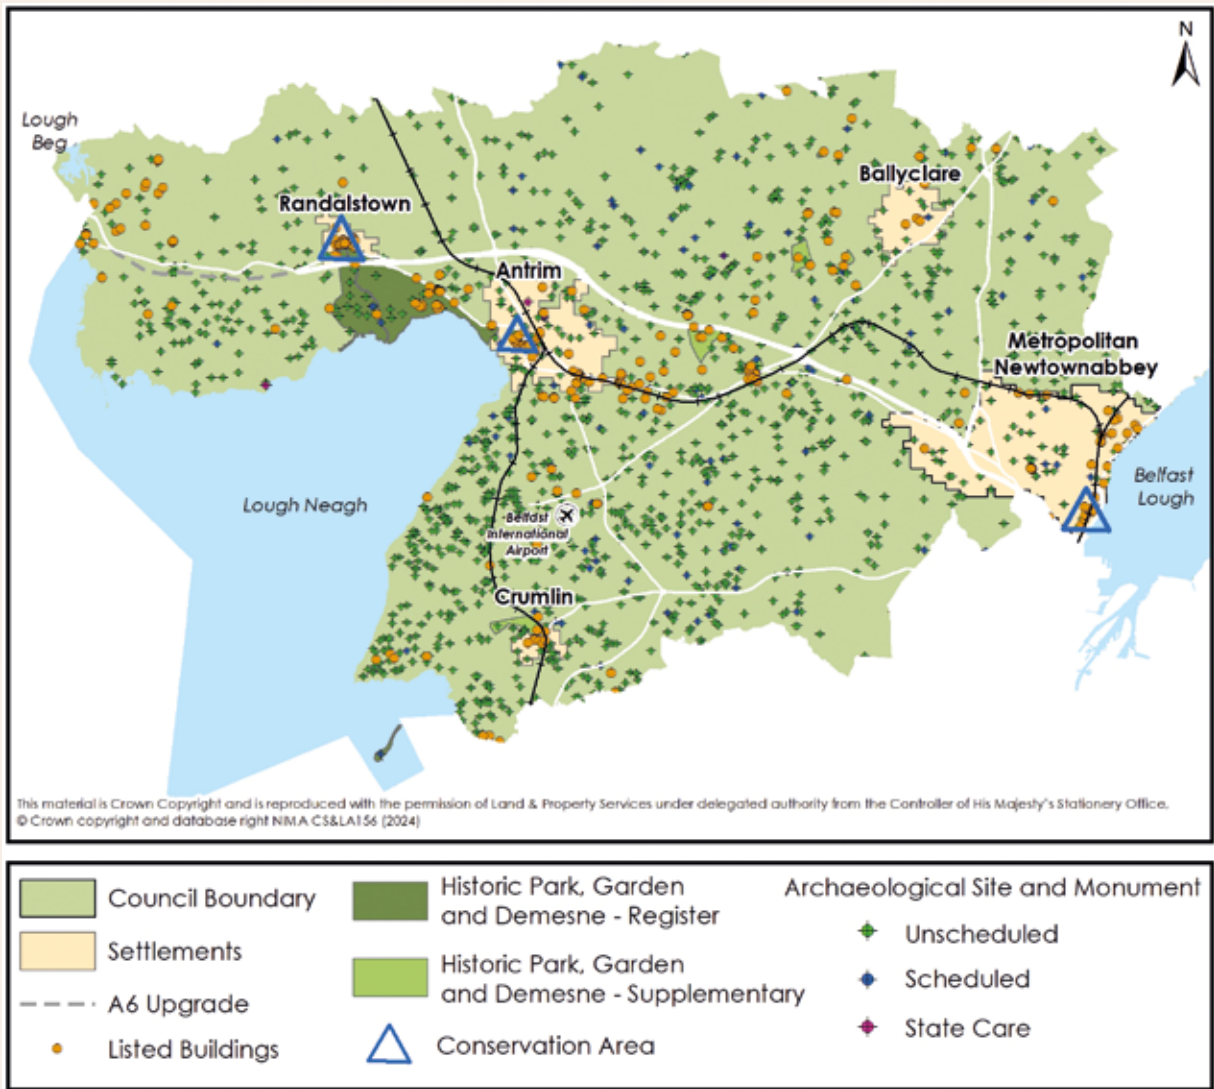 N
Lough
Beg
Ballyclare
Randalstown
Antrim
Metropolitan
Newtownabbey
Belfast
Lough
Lough Neagh
Belfast
International
Airport
Crumlin
This material is Crown Copyright and is reproduced with the permission of Land & Property Services under delegated authority from the Controller of His Majesty's Stationery Office,
© Crown copyright and database right NIMA CS&LA156 (2024)
Council Boundary
Settlements
A6 Upgrade
Listed Buildings
Historic Park, Garden
and Demesne - Register
Historic Park, Garden
and Demesne - Supplementary
Conservation Area
Archaeological Site and Monument
Unscheduled
Scheduled
State Care